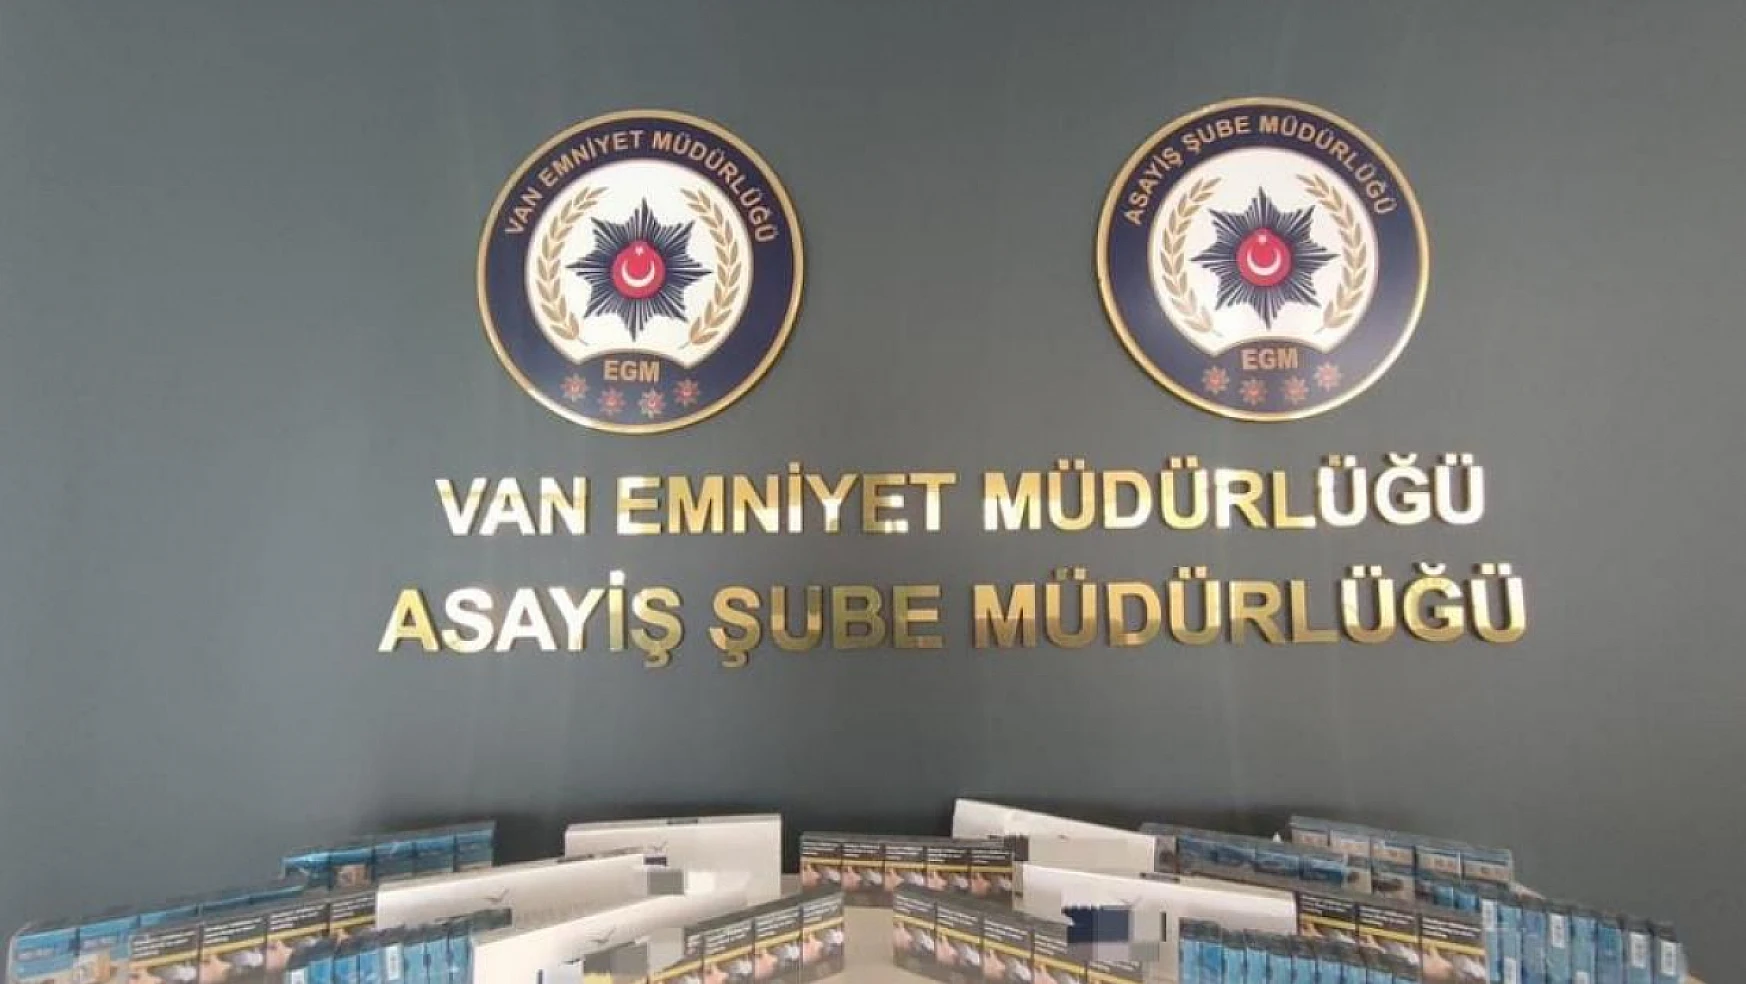 VAN EMNİYET MÜDÜRLÜĞÜ
EGM
ASAYİŞ ŞUBE MÜDÜRLÜĞÜ
EGM
VAN EMNİYET MÜDÜRLÜĞÜ
ASAYİŞ ŞUBE MÜDÜRLÜĞÜ